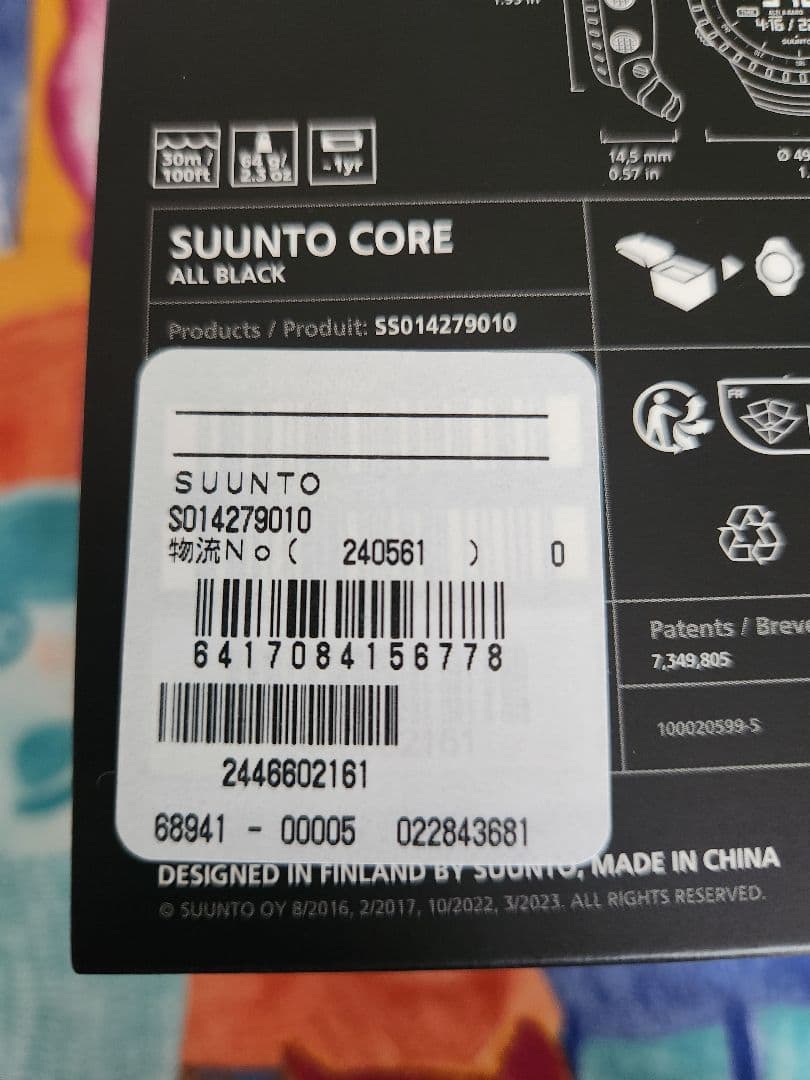 30m /
100ft
64 g/
2.3 oz
~1yr
14,5 mm
0.57 in
Ø 49
SUUNTO CORE
ALL BLACK
Products / Produit: SS014279010
SUUNTO
S014279010
物流No( 240561 ) 0
6417084156778
2446602161
68941 - 00005 022843681
FR
Patents / Breve
7,349,805
100020599-S
DESIGNED IN FINLAND BY SUUNTO, MADE IN CHINA
© SUUNTO OY 8/2016, 2/2017, 10/2022, 3/2023. ALL RIGHTS RESERVED.